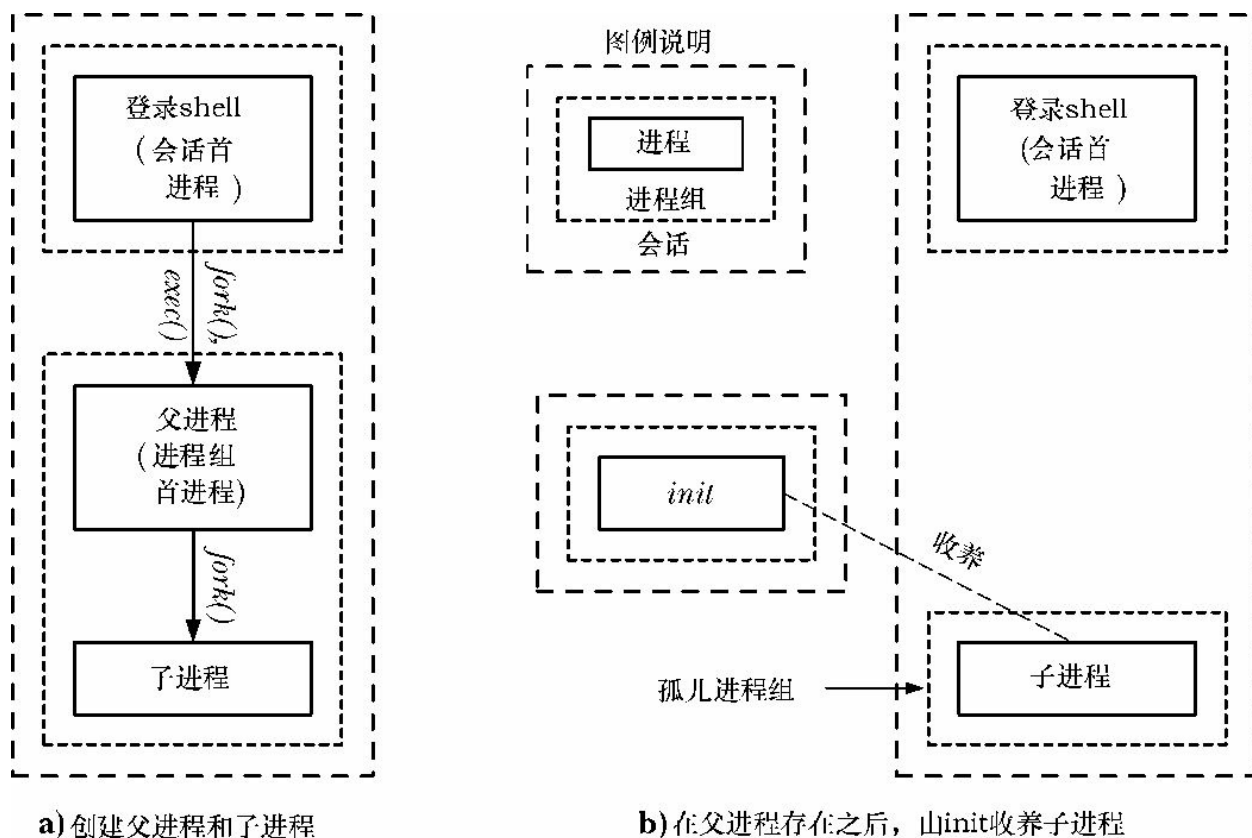 登录shell
(会话首
进程)
fork(),
exec()
父进程
(进程组
首进程)
fork()
子进程
a)创建父进程和子进程
图例说明
进程
进程组
会话
init
收养
孤儿进程组
登录shell
(会话首
进程)
子进程
b)在父进程存在之后，山init收养子进程